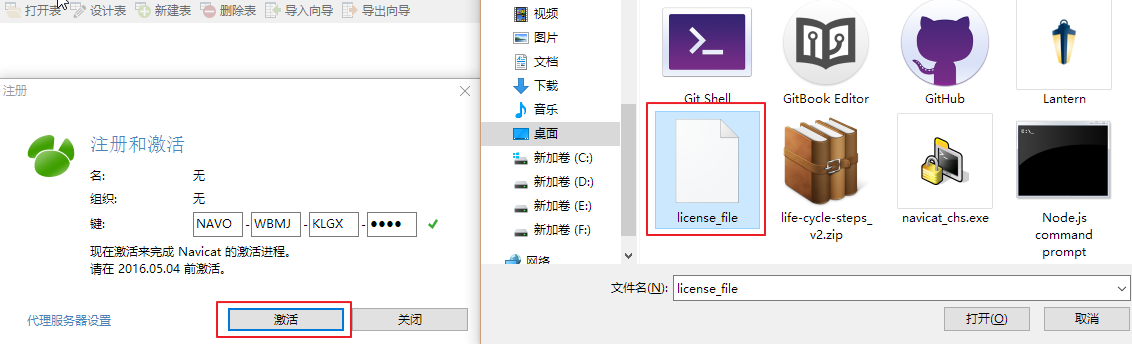 打开表 设计表 新建表 删除表 导入向导 导出向导
注册
注册和激活
名: 无
组织: 无
键: NAVO - WBMJ - KLGX - ●●●●
现在激活来完成 Navicat 的激活进程。
请在 2016.05.04 前激活。
代理服务器设置 激活 关闭
视频
图片
文档
下载
音乐
桌面
新加卷 (C:)
新加卷 (D:)
新加卷 (E:)
新加卷 (F:)
网络
Git Shell GitBook Editor GitHub Lantern
C:\_
license_file life-cycle-steps_v2.zip navicat_chs.exe Node.js command prompt
文件名(N): license_file
打开(O) 取消